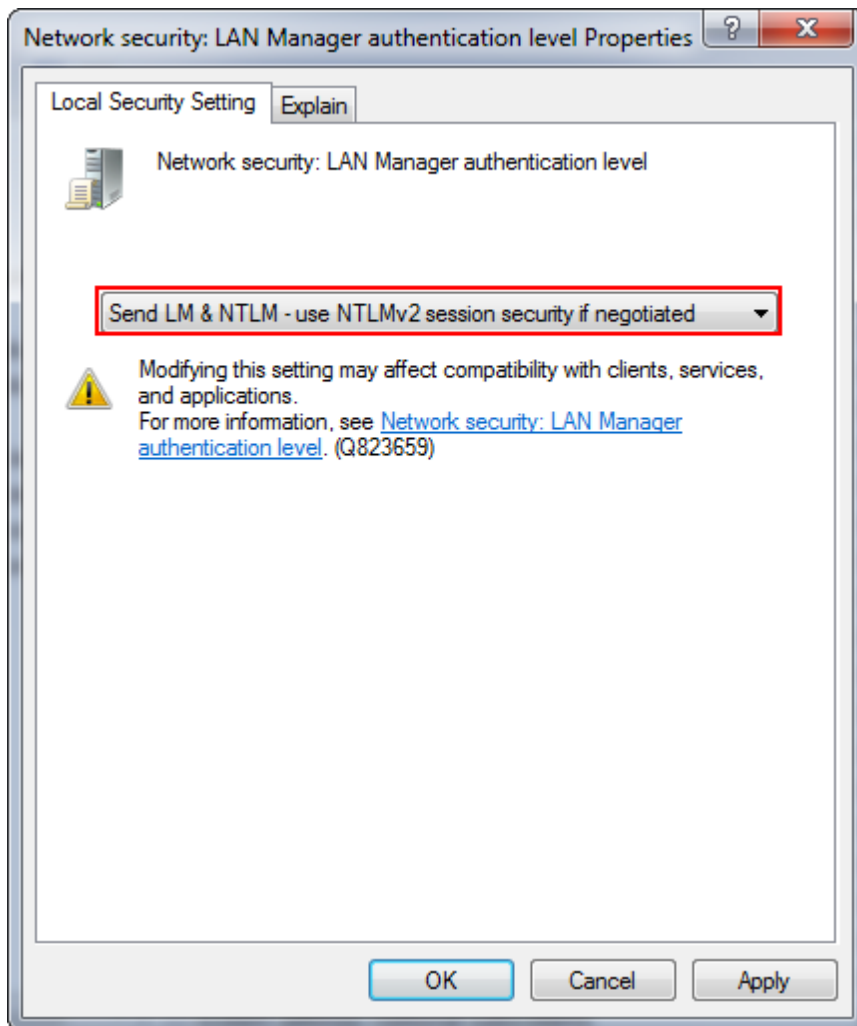 Network security: LAN Manager authentication level Properties
Local Security Setting
Explain
Network security: LAN Manager authentication level
Send LM & NTLM - use NTLMv2 session security if negotiated
Modifying this setting may affect compatibility with clients, services,
and applications.
For more information, see Network security: LAN Manager
authentication level. (Q823659)
OK
Cancel
Apply